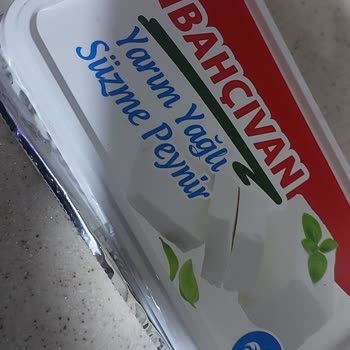 BAHÇIVAN
Yarım Yağlı
Süzme Peynir